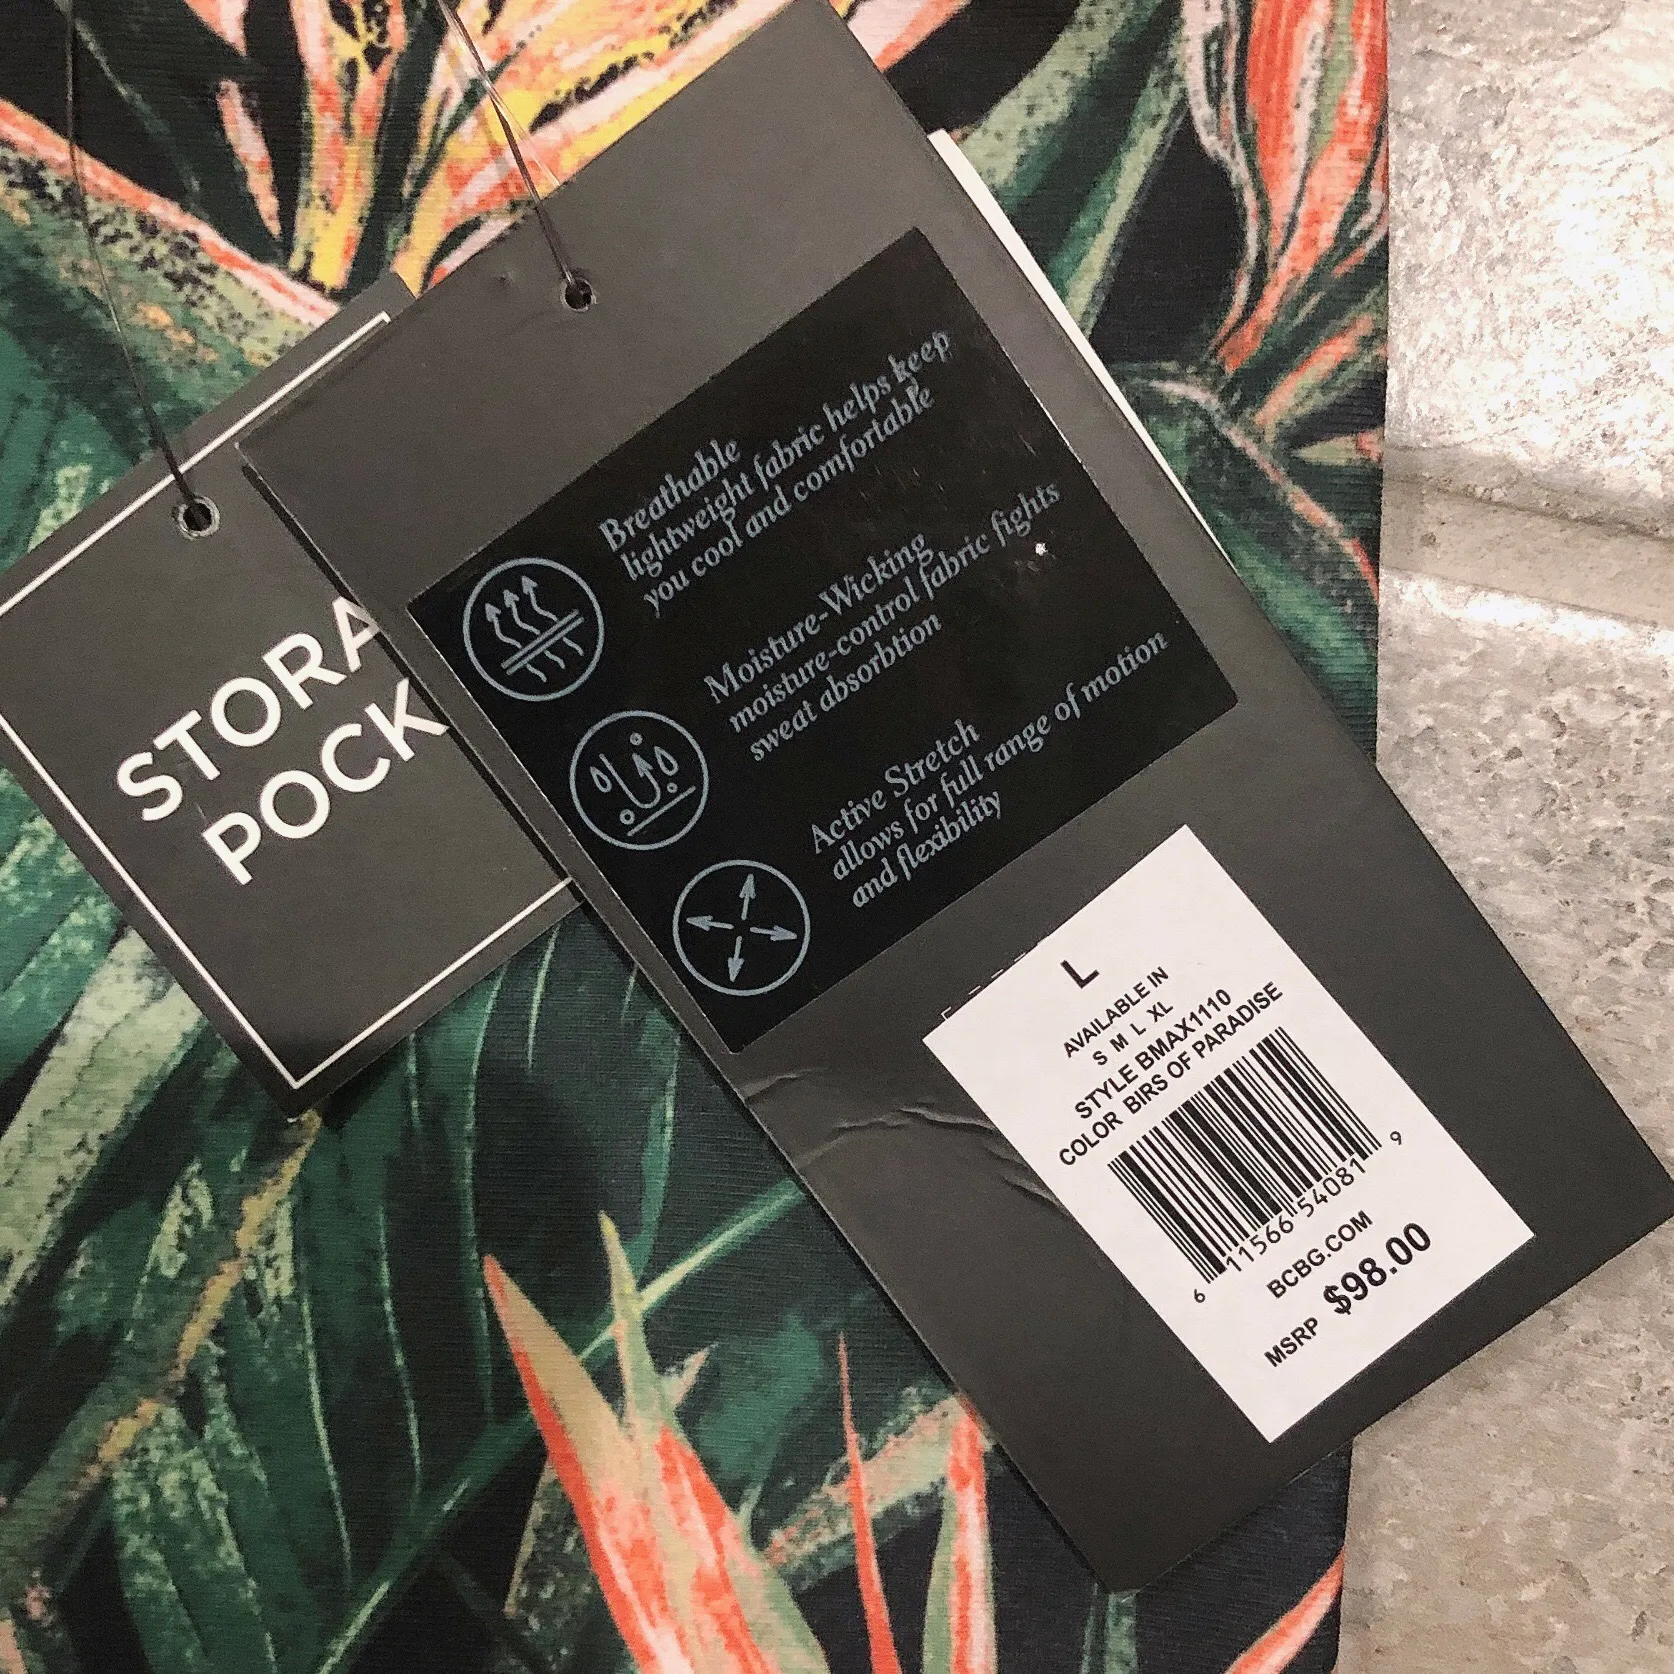 STORA
POCK
Breathable
lightweight fabric helps keep
you cool and comfortable
Moisture-Wicking
moisture-control fabric fights
sweat absorbtion
Active Stretch
allows for full range of motion
and flexibility
L
AVAILABLE IN
S M L XL
STYLE BMAX1110
COLOR BIRS OF PARADISE
6 11566 54081 9
BCBG.COM
MSRP $98.00